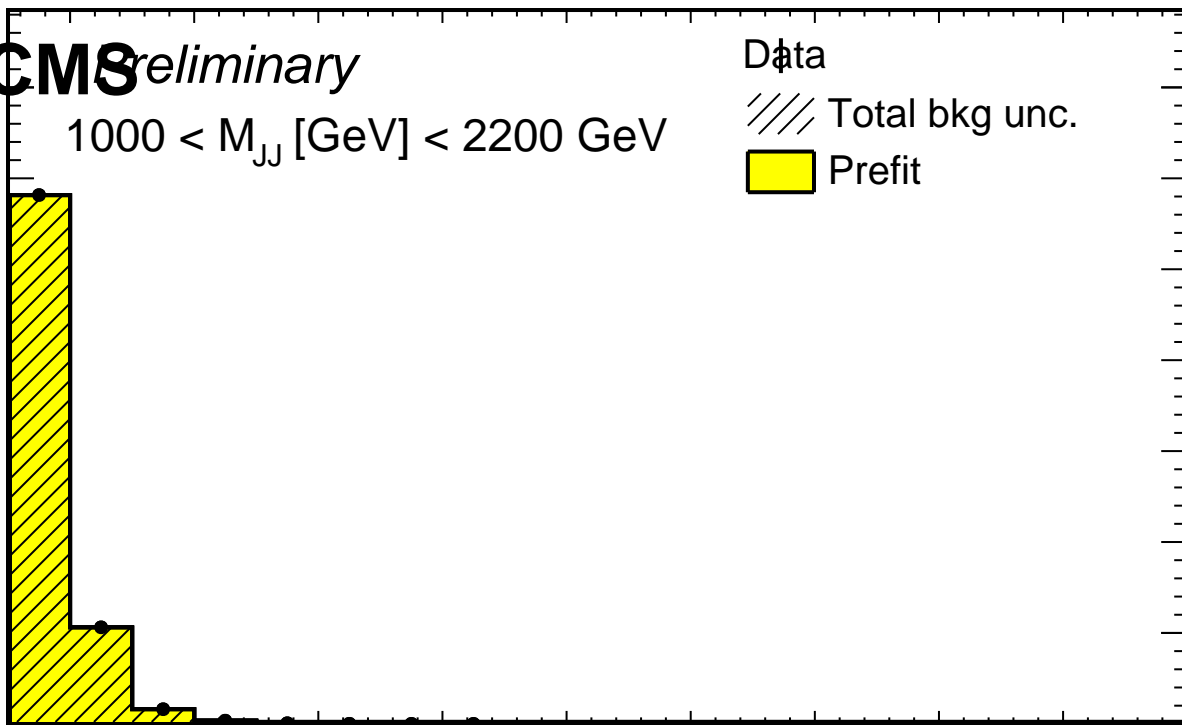 CMS Preliminary
1000 < M_JJ [GeV] < 2200 GeV
Data
Total bkg unc.
Prefit